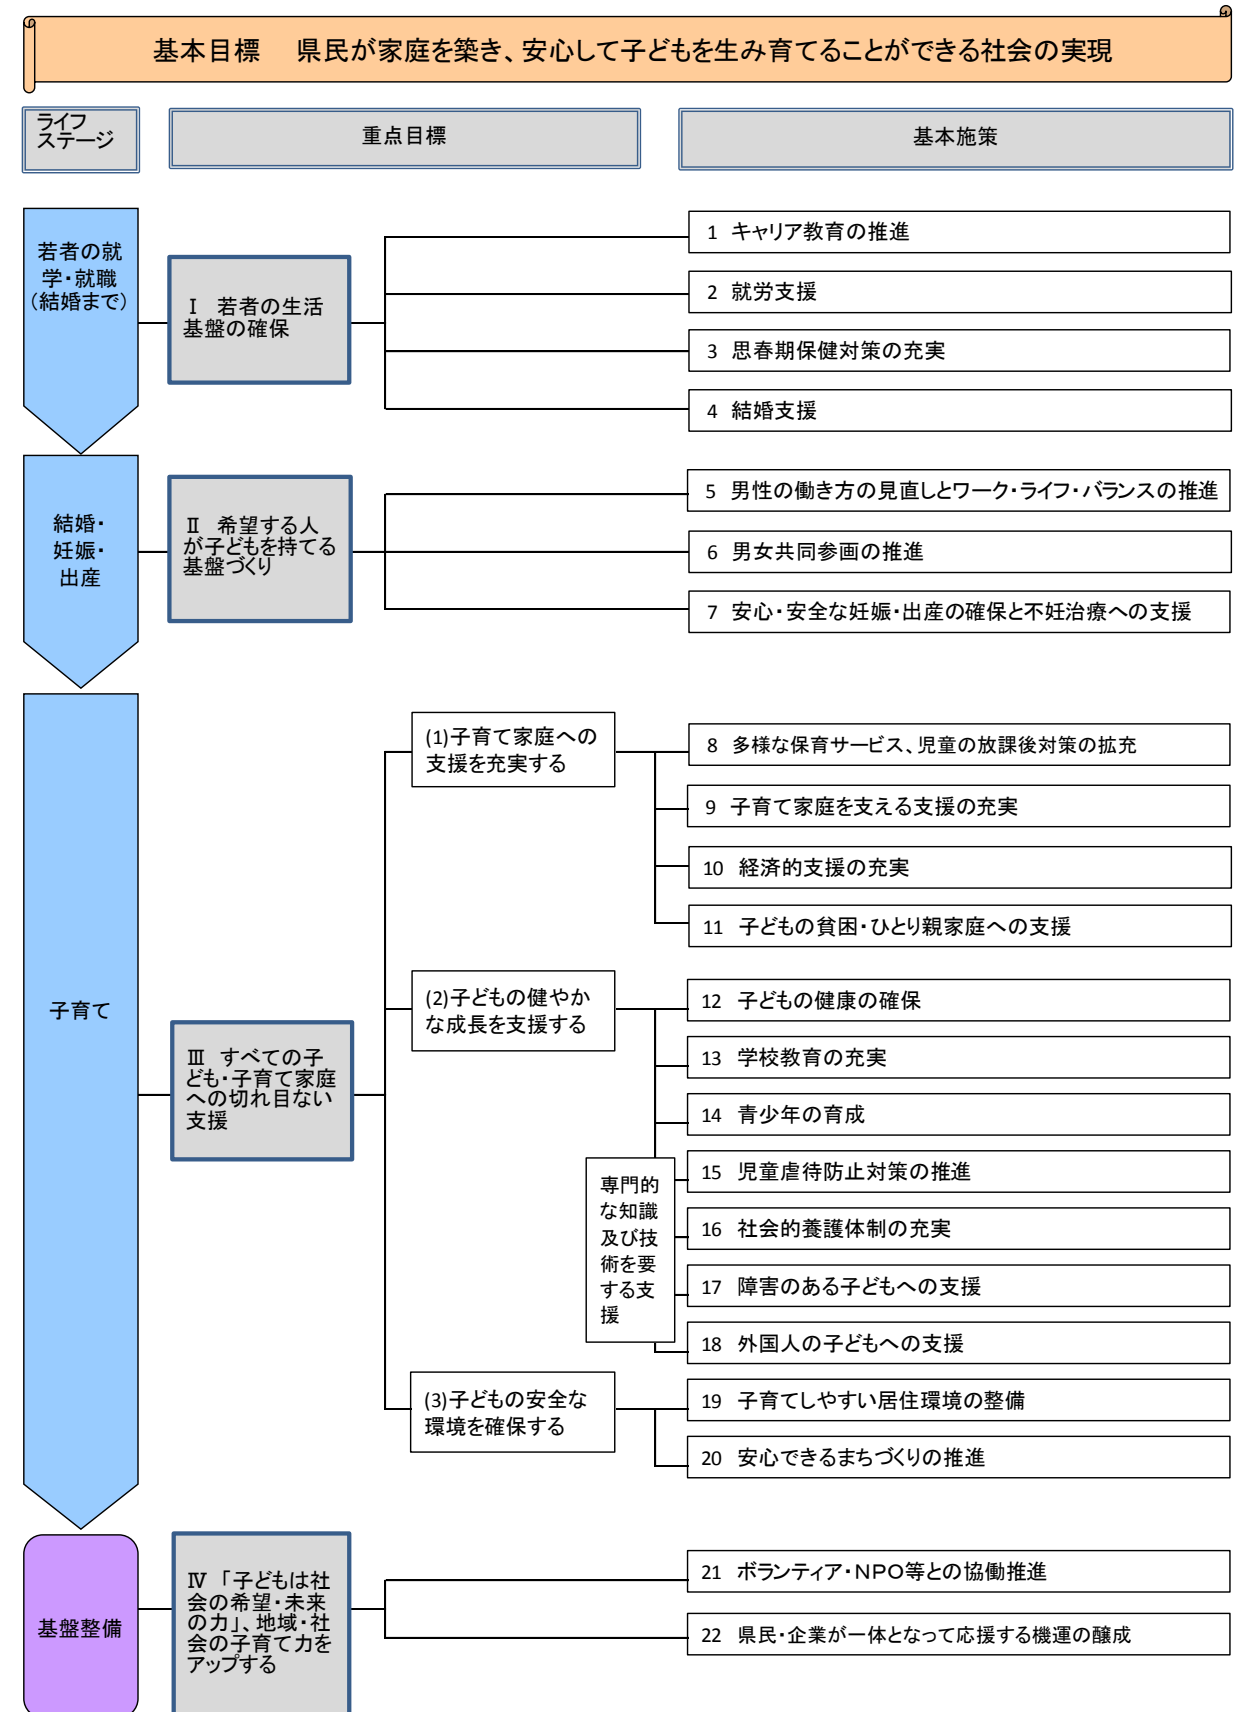 基本目標　県民が家庭を築き、安心して子どもを生み育てることができる社会の実現
ライフ
ステージ
重点目標
基本施策
若者の就
学・就職
（結婚まで）
Ⅰ　若者の生活
基盤の確保
1 キャリア教育の推進
2 就労支援
3 思春期保健対策の充実
4 結婚支援
結婚・
妊娠・
出産
Ⅱ　希望する人
が子どもを持てる
基盤づくり
5 男性の働き方の見直しとワーク・ライフ・バランスの推進
6 男女共同参画の推進
7 安心・安全な妊娠・出産の確保と不妊治療への支援
子育て
Ⅲ　すべての子
ども・子育て家庭
への切れ目ない
支援
(1)子育て家庭への
支援を充実する
8 多様な保育サービス、児童の放課後対策の拡充
9 子育て家庭を支える支援の充実
10 経済的支援の充実
11 子どもの貧困・ひとり親家庭への支援
(2)子どもの健やか
な成長を支援する
12 子どもの健康の確保
13 学校教育の充実
14 青少年の育成
専門的
な知識
及び技
術を要
する支
援
15 児童虐待防止対策の推進
16 社会的養護体制の充実
17 障害のある子どもへの支援
18 外国人の子どもへの支援
(3)子どもの安全な
環境を確保する
19 子育てしやすい居住環境の整備
20 安心できるまちづくりの推進
基盤整備
Ⅳ 「子どもは社
会の希望・未来
の力」、地域・社
会の子育て力を
アップする
21 ボランティア・NPO等との協働推進
22 県民・企業が一体となって応援する機運の醸成